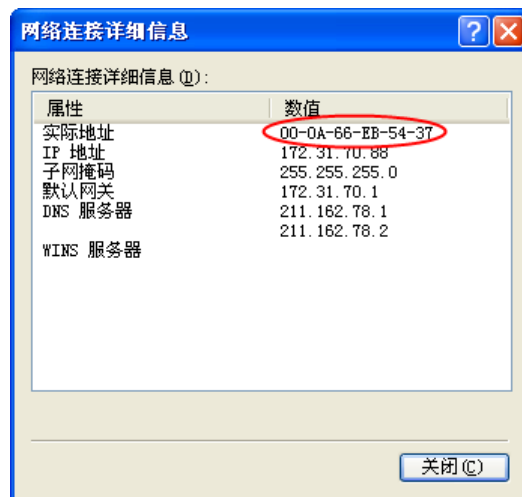 网络连接详细信息
网络连接详细信息(D):
属性 数值
实际地址 00-0A-66-EB-54-37
IP 地址 172.31.70.88
子网掩码 255.255.255.0
默认网关 172.31.70.1
DNS 服务器 211.162.78.1
211.162.78.2
WINS 服务器
关闭(C)